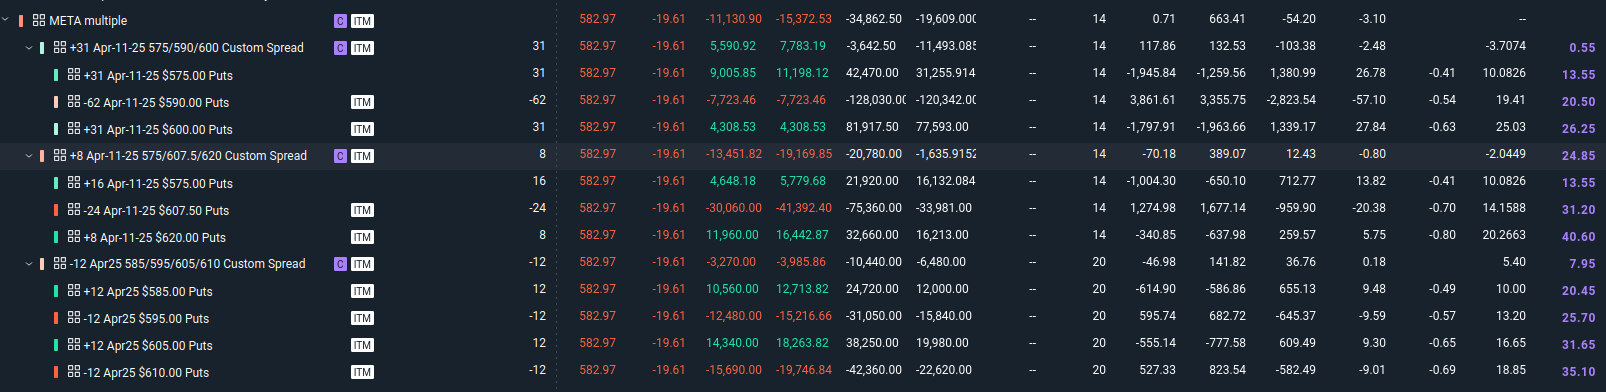 META multiple C ITM 582.97 -19.61 -11,130.90 -15,372.53 -34,862.50 -19,609.000 -- 14 0.71 663.41 -54.20 -3.10 --
+31 Apr-11-25 575/590/600 Custom Spread C ITM 31 582.97 -19.61 5,590.92 7,783.19 -3,642.50 -11,493.085 -- 14 117.86 132.53 -103.38 -2.48 -3.7074 0.55
+31 Apr-11-25 $575.00 Puts 31 582.97 -19.61 9,005.85 11,198.12 42,470.00 31,255.914 -- 14 -1,945.84 -1,259.56 1,380.99 26.78 -0.41 10.0826 13.55
-62 Apr-11-25 $590.00 Puts ITM -62 582.97 -19.61 -7,723.46 -7,723.46 -128,030.00 -120,342.00 -- 14 3,861.61 3,355.75 -2,823.54 -57.10 -0.54 19.41 20.50
+31 Apr-11-25 $600.00 Puts ITM 31 582.97 -19.61 4,308.53 4,308.53 81,917.50 77,593.00 -- 14 -1,797.91 -1,963.66 1,339.17 27.84 -0.63 25.03 26.25
+8 Apr-11-25 575/607.5/620 Custom Spread C ITM 8 582.97 -19.61 -13,451.82 -19,169.85 -20,780.00 -1,635.9152 -- 14 -70.18 389.07 12.43 -0.80 -2.0449 24.85
+16 Apr-11-25 $575.00 Puts 16 582.97 -19.61 4,648.18 5,779.68 21,920.00 16,132.084 -- 14 -1,004.30 -650.10 712.77 13.82 -0.41 10.0826 13.55
-24 Apr-11-25 $607.50 Puts ITM -24 582.97 -19.61 -30,060.00 -41,392.40 -75,360.00 -33,981.00 -- 14 1,274.98 1,677.14 -959.90 -20.38 -0.70 14.1588 31.20
+8 Apr-11-25 $620.00 Puts ITM 8 582.97 -19.61 11,960.00 16,442.87 32,660.00 16,213.00 -- 14 -340.85 -637.98 259.57 5.75 -0.80 20.2663 40.60
-12 Apr25 585/595/605/610 Custom Spread C ITM -12 582.97 -19.61 -3,270.00 -3,985.86 -10,440.00 -6,480.00 -- 20 -46.98 141.82 36.76 0.18 5.40 7.95
+12 Apr25 $585.00 Puts ITM 12 582.97 -19.61 10,560.00 12,713.82 24,720.00 12,000.00 -- 20 -614.90 -586.86 655.13 9.48 -0.49 10.00 20.45
-12 Apr25 $595.00 Puts ITM -12 582.97 -19.61 -12,480.00 -15,216.66 -31,050.00 -15,840.00 -- 20 595.74 682.72 -645.37 -9.59 -0.57 13.20 25.70
+12 Apr25 $605.00 Puts ITM 12 582.97 -19.61 14,340.00 18,263.82 38,250.00 19,980.00 -- 20 -555.14 -777.58 609.49 9.30 -0.65 16.65 31.65
-12 Apr25 $610.00 Puts ITM -12 582.97 -19.61 -15,690.00 -19,746.84 -42,360.00 -22,620.00 -- 20 527.33 823.54 -582.49 -9.01 -0.69 18.85 35.10